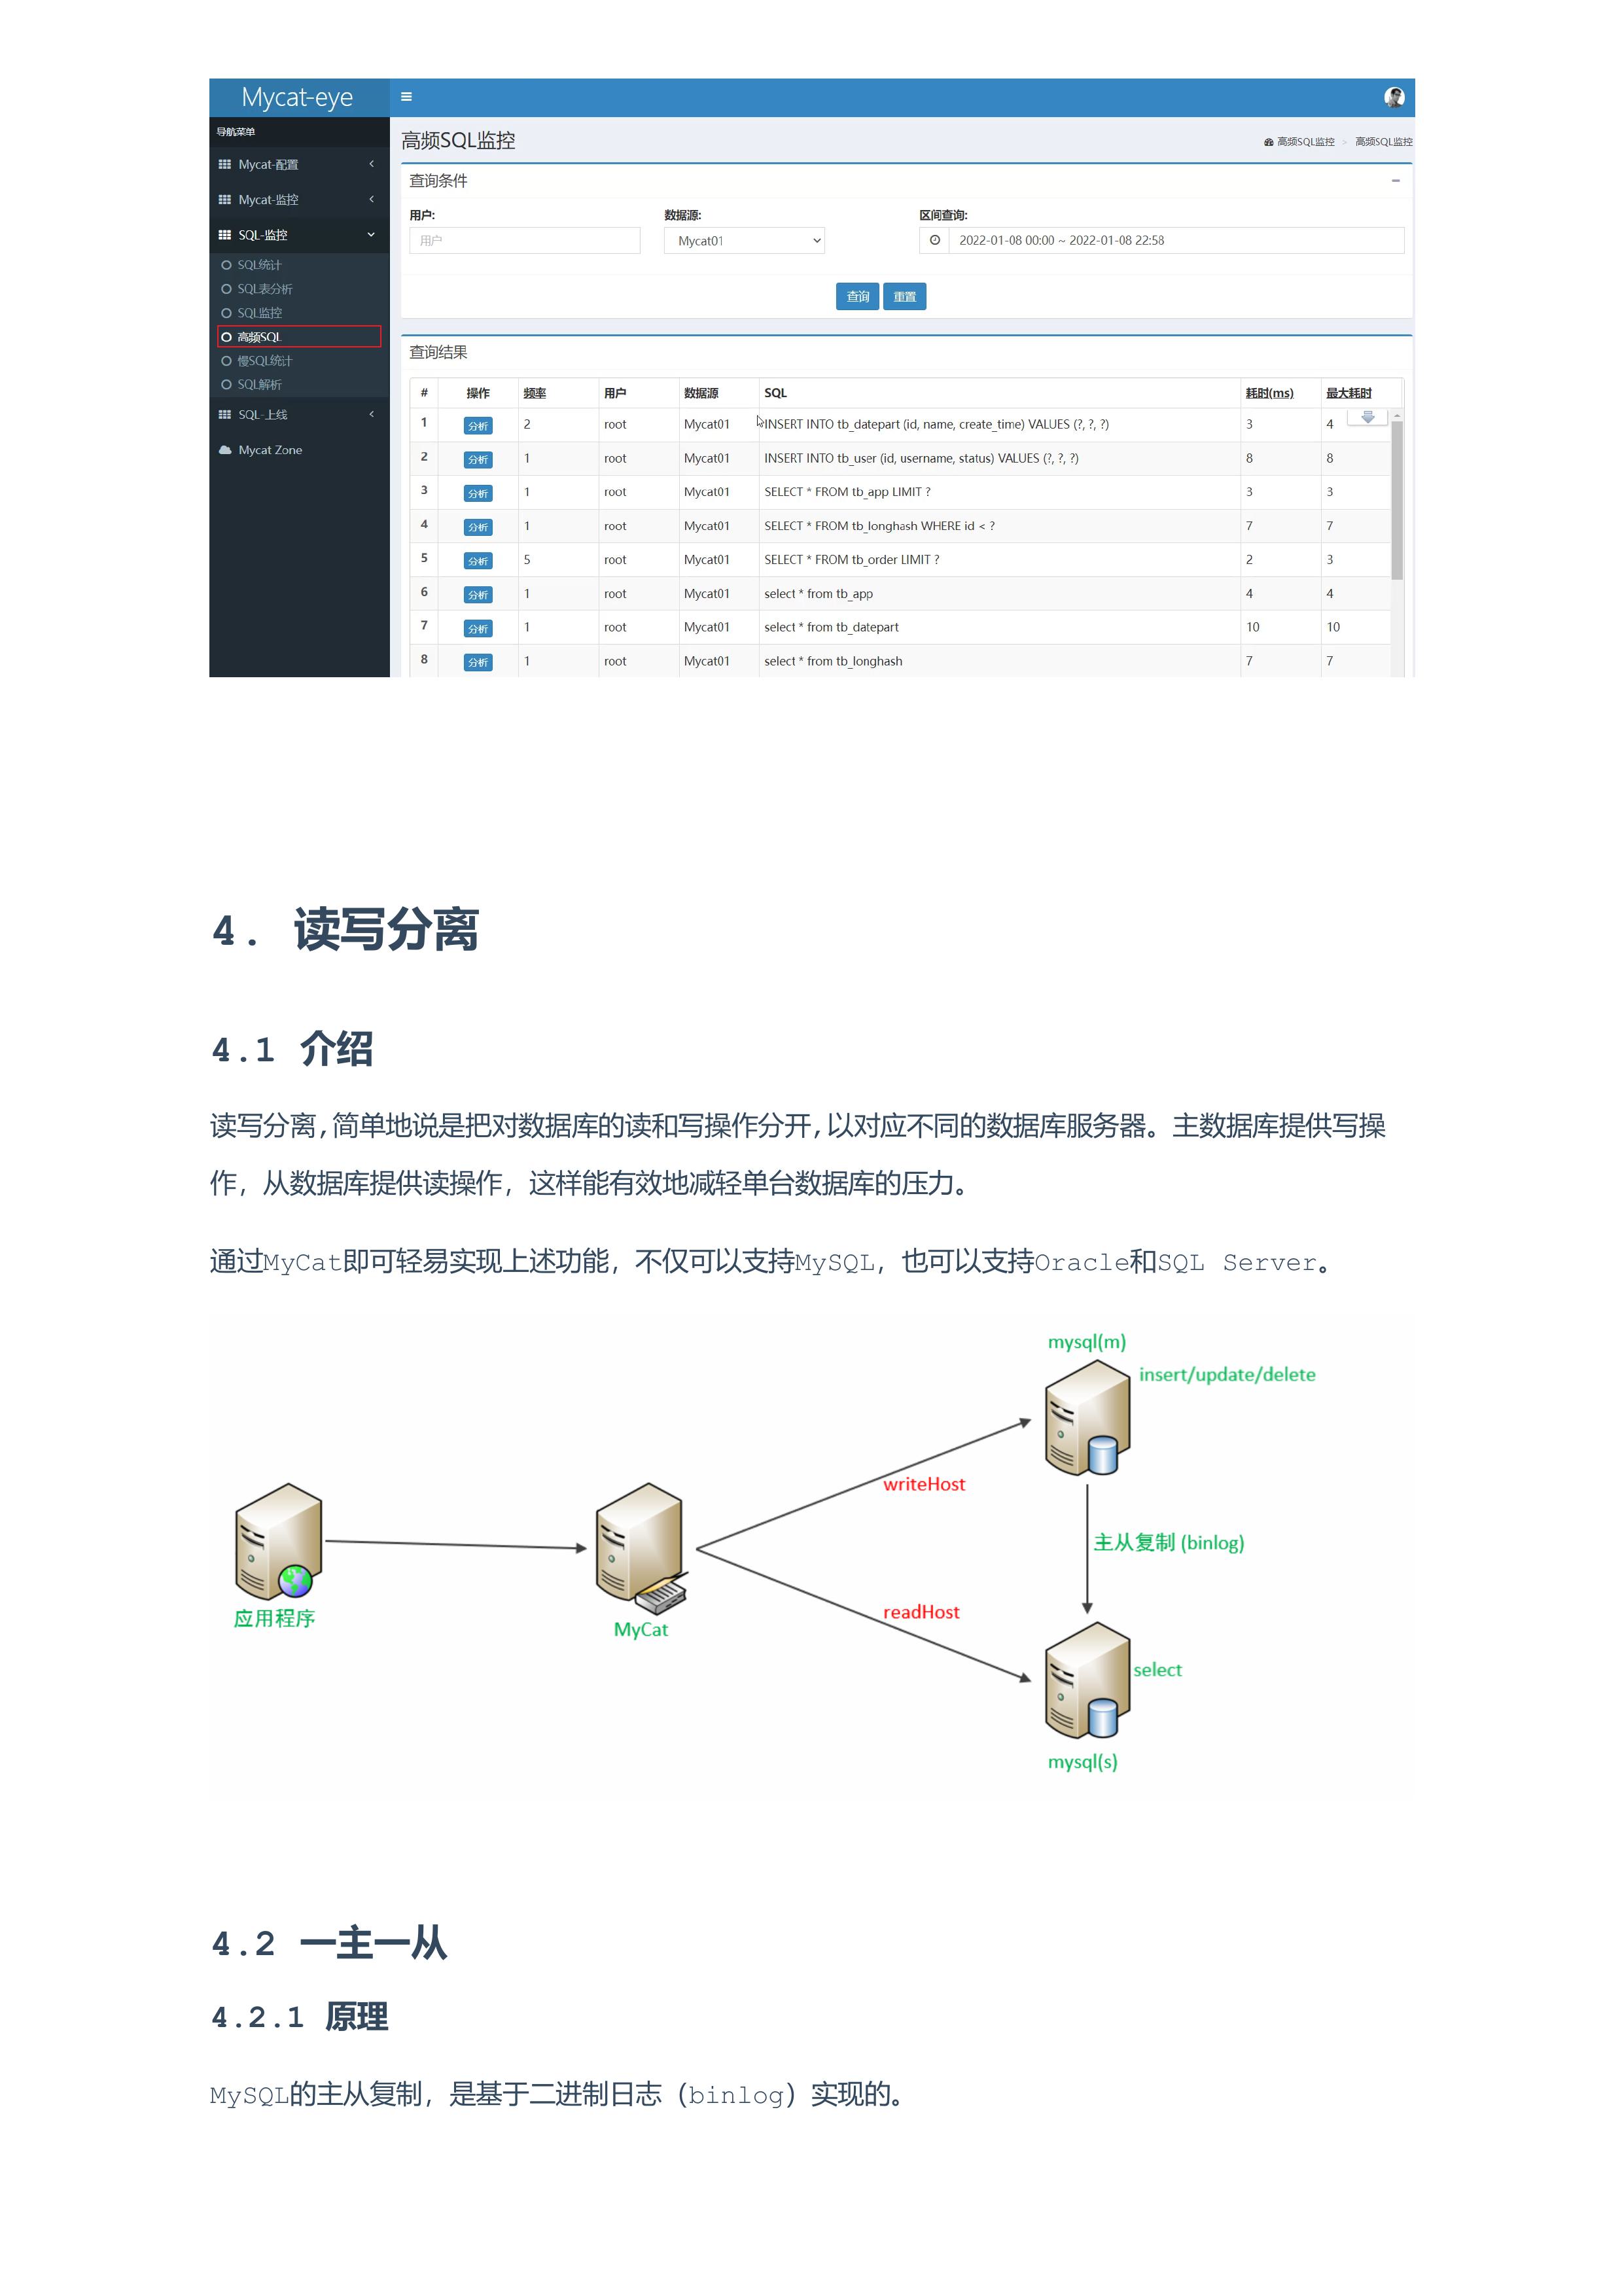 Mycat-eye
导航菜单
Mycat-配置
Mycat-监控
SQL-监控
SQL统计
SQL表分析
SQL监控
高频SQL
慢SQL统计
SQL解析
SQL-上线
Mycat Zone
高频SQL监控
高频SQL监控 > 高频SQL监控
查询条件
用户: 数据源: 区间查询:
用户 Mycat01 2022-01-08 00:00 ~ 2022-01-08 22:58
查询 重置
查询结果
# 操作 频率 用户 数据源 SQL 耗时(ms) 最大耗时
1 分析 2 root Mycat01 INSERT INTO tb_datepart (id, name, create_time) VALUES (?, ?, ?) 3 4
2 分析 1 root Mycat01 INSERT INTO tb_user (id, username, status) VALUES (?, ?, ?) 8 8
3 分析 1 root Mycat01 SELECT * FROM tb_app LIMIT ? 3 3
4 分析 1 root Mycat01 SELECT * FROM tb_longhash WHERE id < ? 7 7
5 分析 5 root Mycat01 SELECT * FROM tb_order LIMIT ? 2 3
6 分析 1 root Mycat01 select * from tb_app 4 4
7 分析 1 root Mycat01 select * from tb_datepart 10 10
8 分析 1 root Mycat01 select * from tb_longhash 7 7
4. 读写分离
4.1 介绍
读写分离,简单地说是把对数据库的读和写操作分开,以对应不同的数据库服务器。主数据库提供写操
作，从数据库提供读操作，这样能有效地减轻单台数据库的压力。
通过MyCat即可轻易实现上述功能，不仅可以支持MySQL，也可以支持Oracle和SQL Server。
mysql(m)
insert/update/delete
writeHost
主从复制 (binlog)
应用程序
MyCat
readHost
select
mysql(s)
4.2 一主一从
4.2.1 原理
MySQL的主从复制，是基于二进制日志（binlog）实现的。